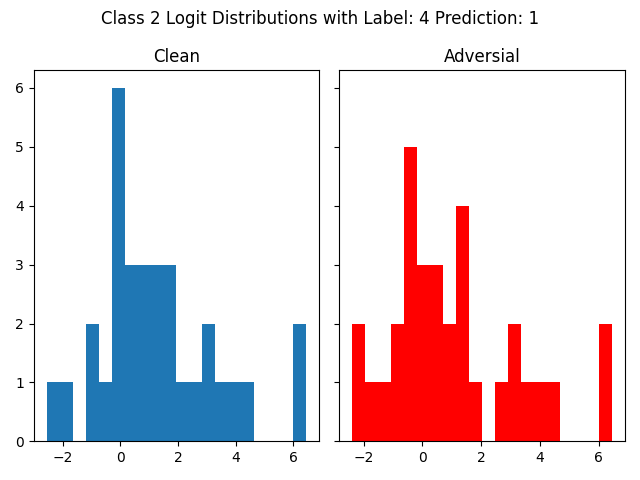 Class 2 Logit Distributions with Label: 4 Prediction: 1
Clean
Adversial
6
5
4
3
2
1
0
−2 0 2 4 6
−2 0 2 4 6